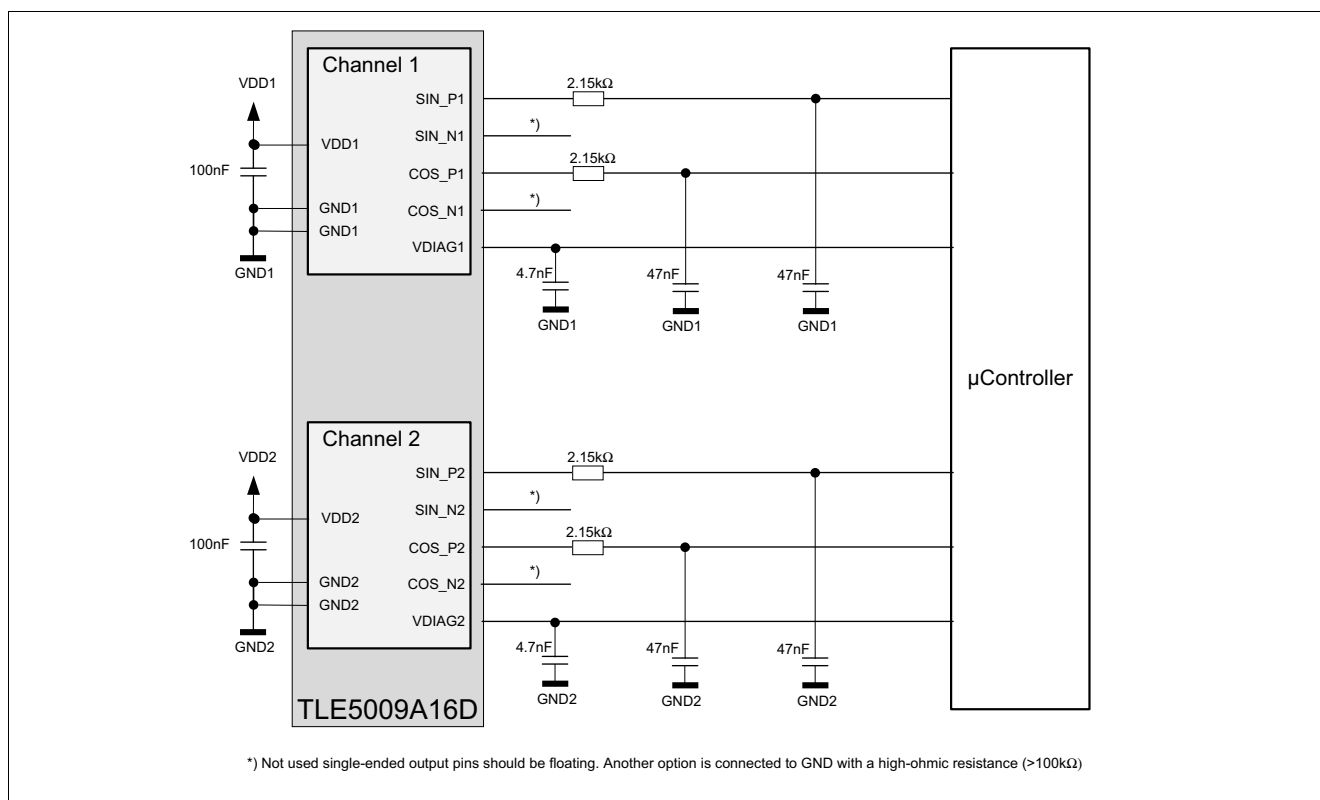 Channel 1
VDD1
SIN_P1
2.15kΩ
SIN_N1
*)
VDD1
100nF
COS_P1
2.15kΩ
COS_N1
*)
GND1
GND1
VDIAG1
GND1
4.7nF
47nF
47nF
GND1
GND1
GND1
µController
Channel 2
VDD2
SIN_P2
2.15kΩ
SIN_N2
*)
VDD2
100nF
COS_P2
2.15kΩ
COS_N2
*)
GND2
GND2
VDIAG2
GND2
4.7nF
47nF
47nF
GND2
GND2
GND2
TLE5009A16D
*) Not used single-ended output pins should be floating. Another option is connected to GND with a high-ohmic resistance (>100kΩ)